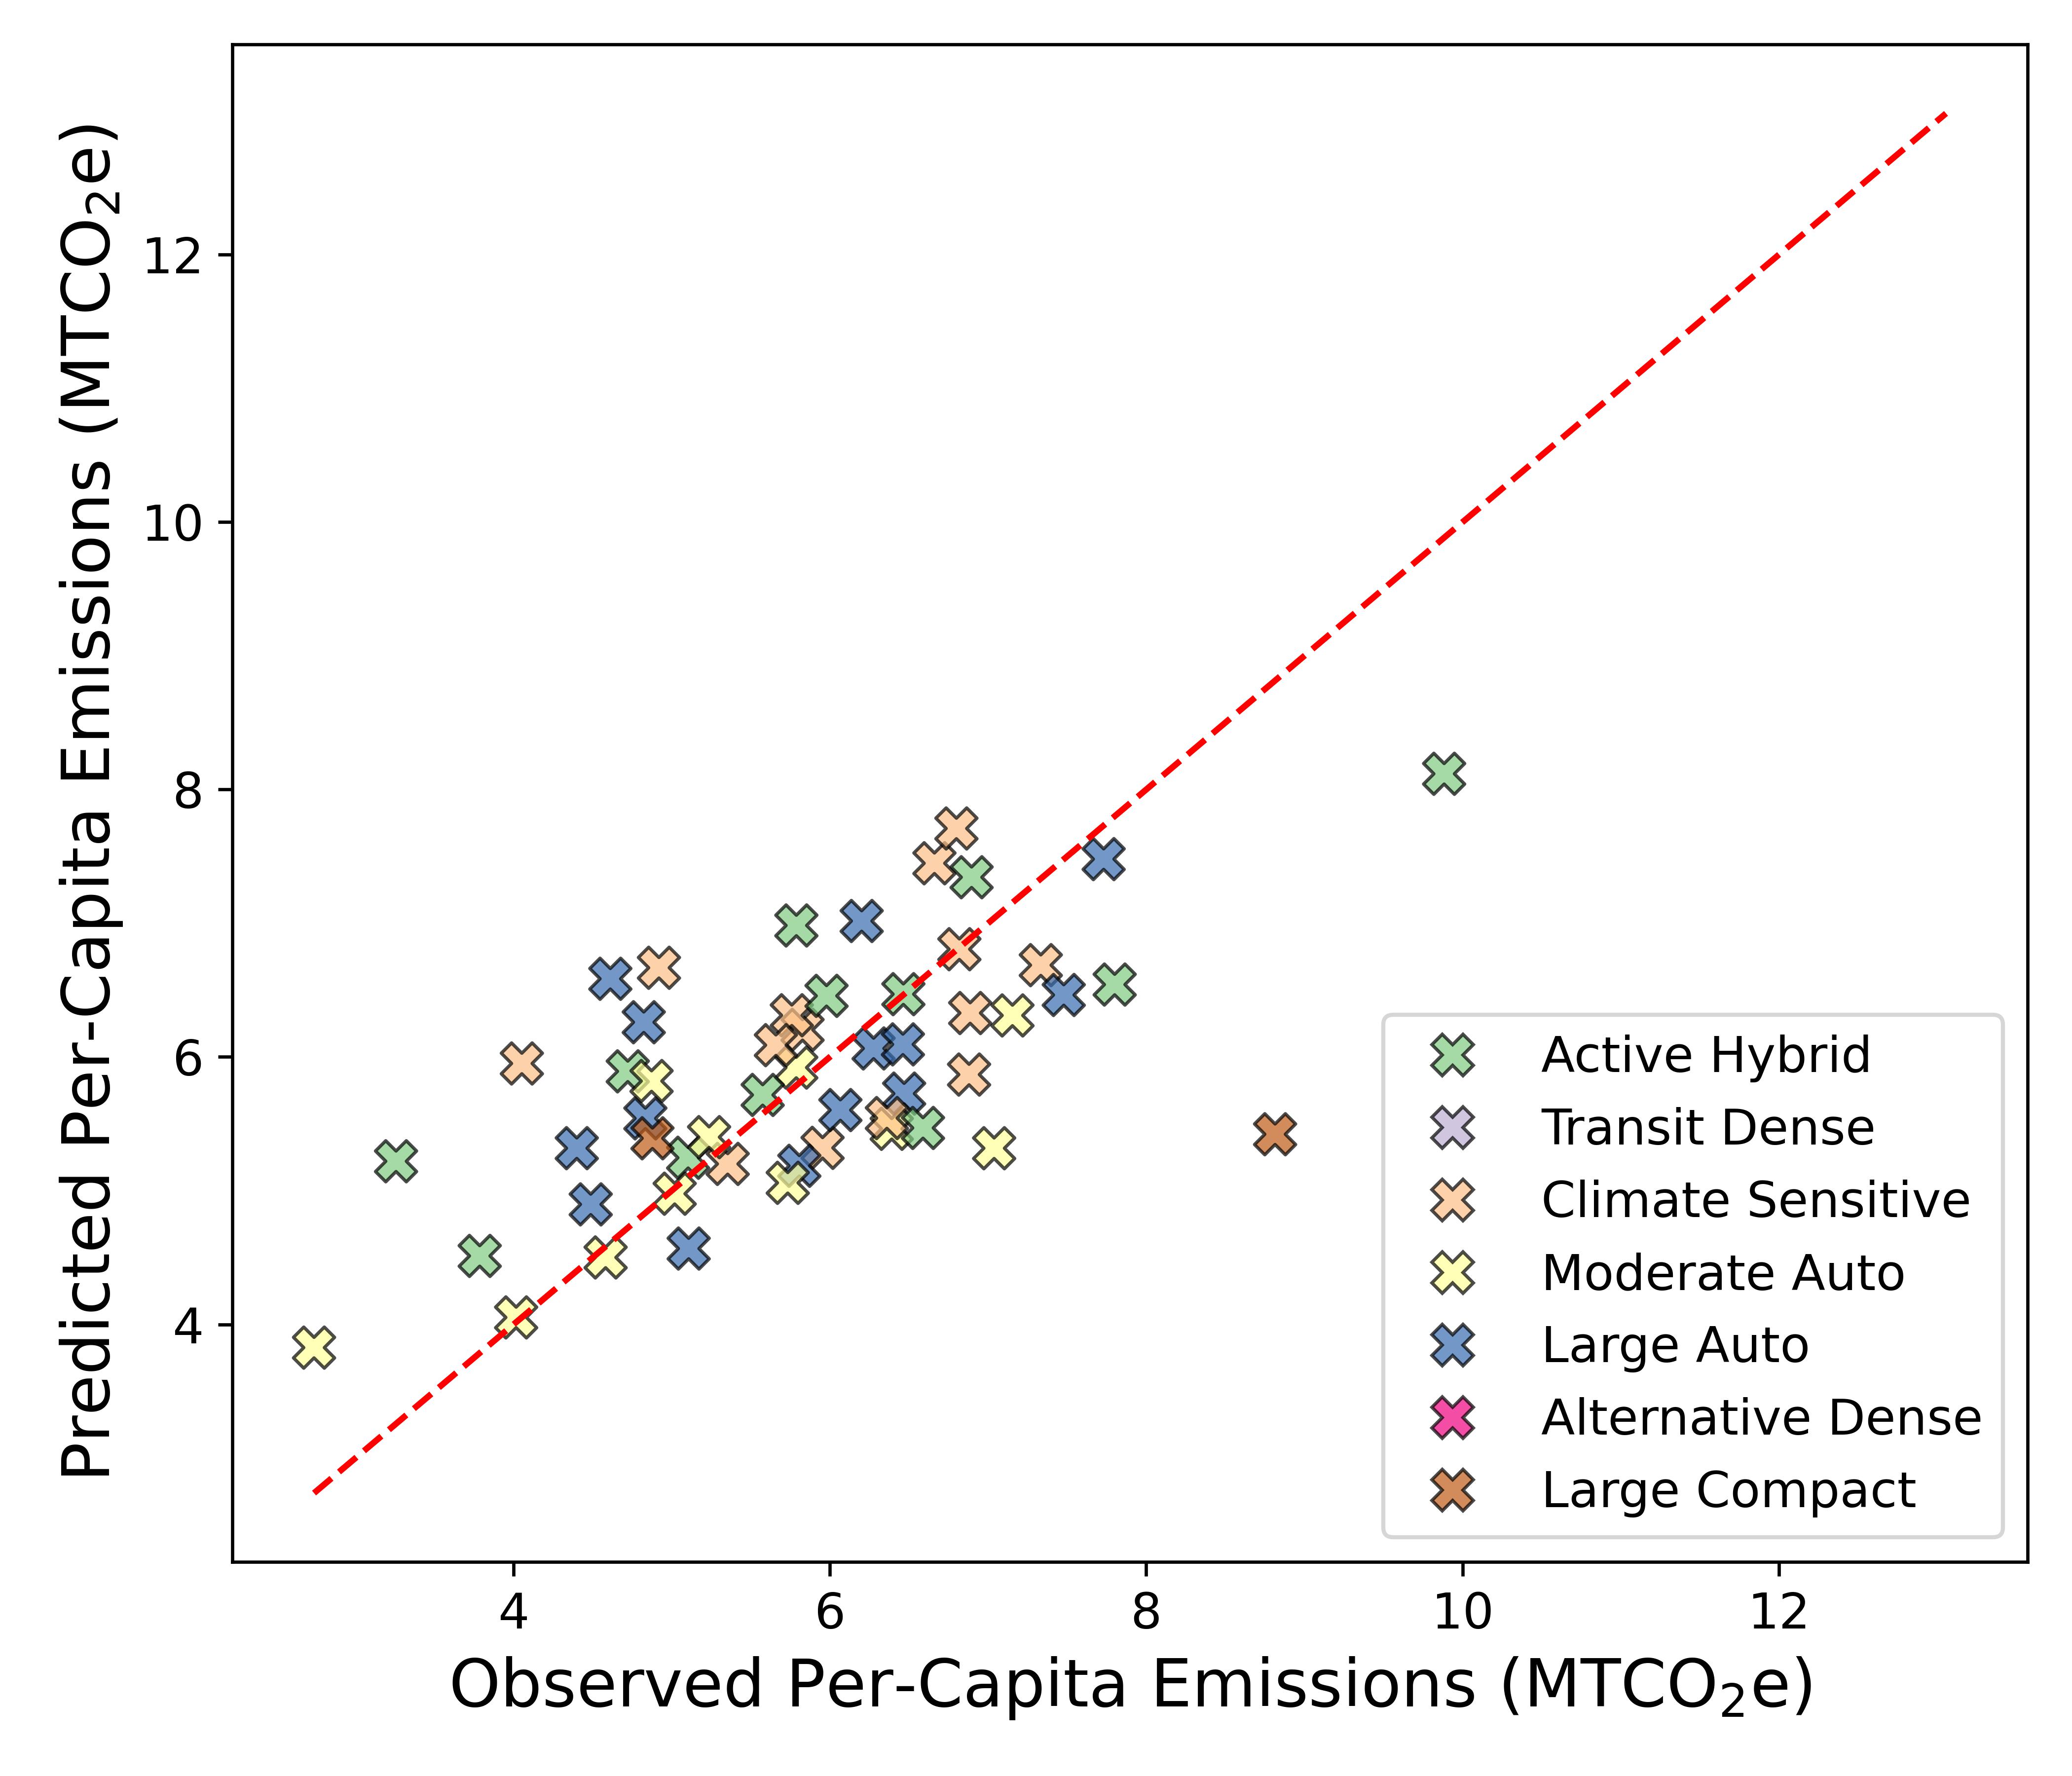 Predicted Per-Capita Emissions (MTCO₂e)
12
10
8
6
4
Active Hybrid
Transit Dense
Climate Sensitive
Moderate Auto
Large Auto
Alternative Dense
Large Compact
4 6 8 10 12
Observed Per-Capita Emissions (MTCO₂e)